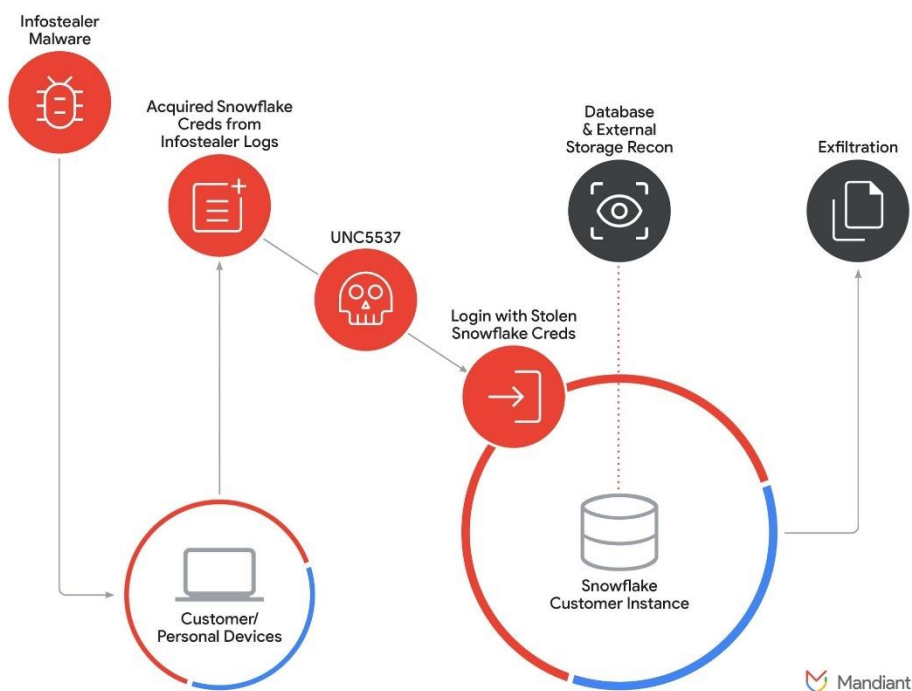 Infostealer
Malware
Acquired Snowflake
Creds from
Infostealer Logs
UNC5537
Database
& External
Storage Recon
Exfiltration
Login with Stolen
Snowflake Creds
Customer/
Personal Devices
Snowflake
Customer Instance
Mandiant